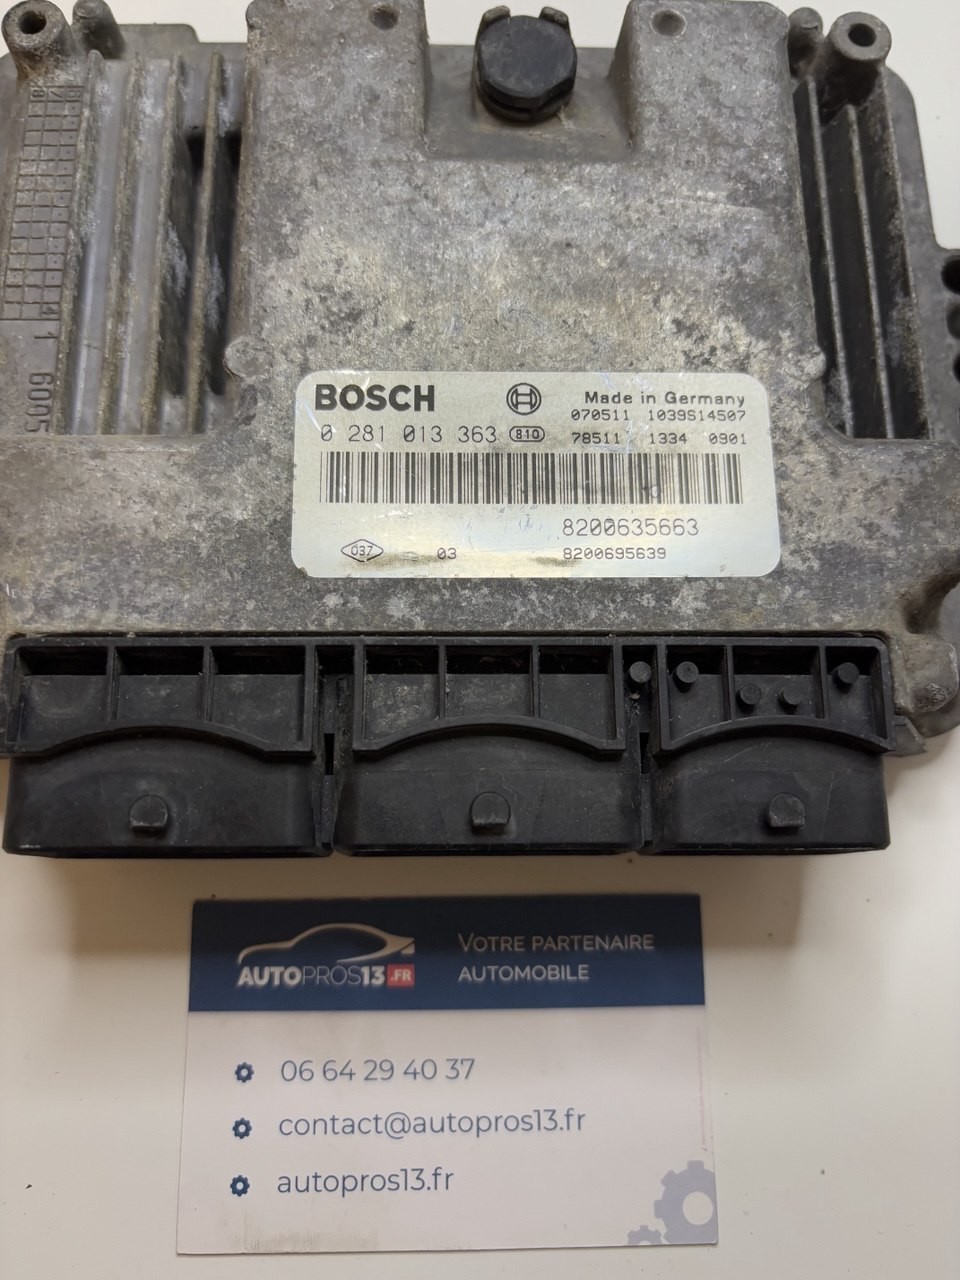 BOSCH
Made in Germany
070511 1039S14507
0 281 013 363 810
78511 1334 0901
8200635663
037 03 8200695639
6005
AUTOPROS13.FR
VOTRE PARTENAIRE
AUTOMOBILE
06 64 29 40 37
contact@autopros13.fr
autopros13.fr